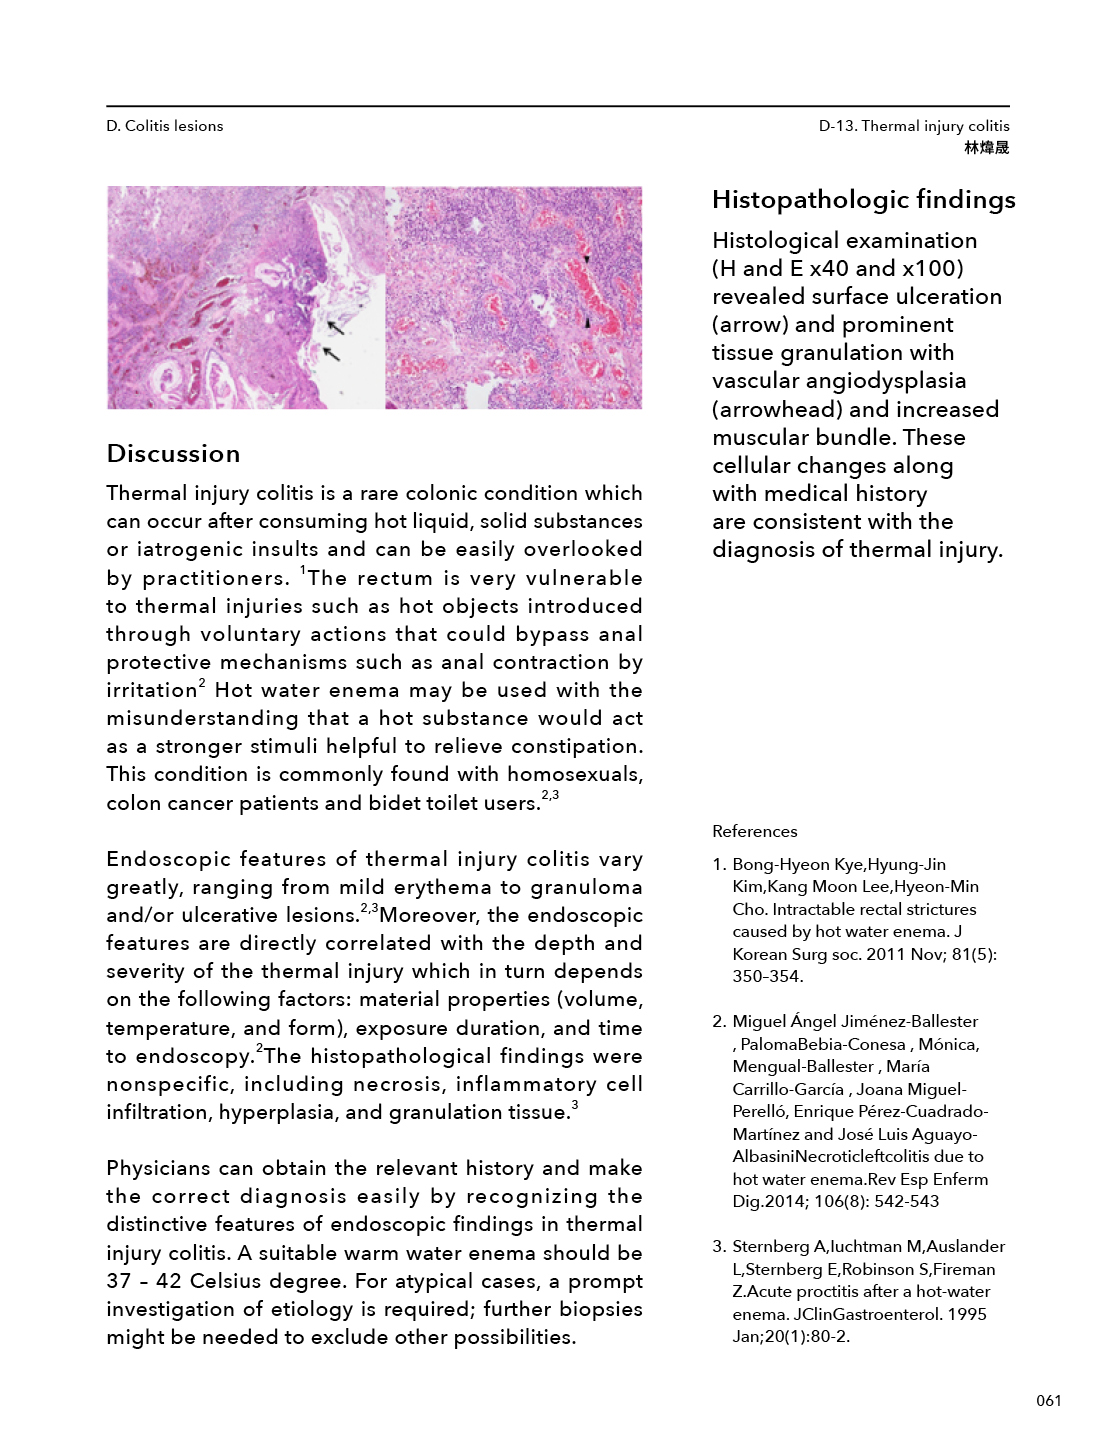 D. Colitis lesions
D-13. Thermal injury colitis
林煒晟
Histopathologic findings
Histological examination
(H and E x40 and x100)
revealed surface ulceration
(arrow) and prominent
tissue granulation with
vascular angiodysplasia
(arrowhead) and increased
muscular bundle. These
cellular changes along
with medical history
are consistent with the
diagnosis of thermal injury.
Discussion
Thermal injury colitis is a rare colonic condition which
can occur after consuming hot liquid, solid substances
or iatrogenic insults and can be easily overlooked
by practitioners. 1The rectum is very vulnerable
to thermal injuries such as hot objects introduced
through voluntary actions that could bypass anal
protective mechanisms such as anal contraction by
irritation2 Hot water enema may be used with the
misunderstanding that a hot substance would act
as a stronger stimuli helpful to relieve constipation.
This condition is commonly found with homosexuals,
colon cancer patients and bidet toilet users.2,3
Endoscopic features of thermal injury colitis vary
greatly, ranging from mild erythema to granuloma
and/or ulcerative lesions.2,3Moreover, the endoscopic
features are directly correlated with the depth and
severity of the thermal injury which in turn depends
on the following factors: material properties (volume,
temperature, and form), exposure duration, and time
to endoscopy.2The histopathological findings were
nonspecific, including necrosis, inflammatory cell
infiltration, hyperplasia, and granulation tissue.3
Physicians can obtain the relevant history and make
the correct diagnosis easily by recognizing the
distinctive features of endoscopic findings in thermal
injury colitis. A suitable warm water enema should be
37 – 42 Celsius degree. For atypical cases, a prompt
investigation of etiology is required; further biopsies
might be needed to exclude other possibilities.
References
1. Bong-Hyeon Kye,Hyung-Jin
Kim,Kang Moon Lee,Hyeon-Min
Cho. Intractable rectal strictures
caused by hot water enema. J
Korean Surg soc. 2011 Nov; 81(5):
350–354.
2. Miguel Ángel Jiménez-Ballester
, PalomaBebia-Conesa , Mónica,
Mengual-Ballester , María
Carrillo-García , Joana Miguel-
Perelló, Enrique Pérez-Cuadrado-
Martínez and José Luis Aguayo-
AlbasiniNecroticleftcolitis due to
hot water enema.Rev Esp Enferm
Dig.2014; 106(8): 542-543
3. Sternberg A,Iuchtman M,Auslander
L,Sternberg E,Robinson S,Fireman
Z.Acute proctitis after a hot-water
enema. JClinGastroenterol. 1995
Jan;20(1):80-2.
061